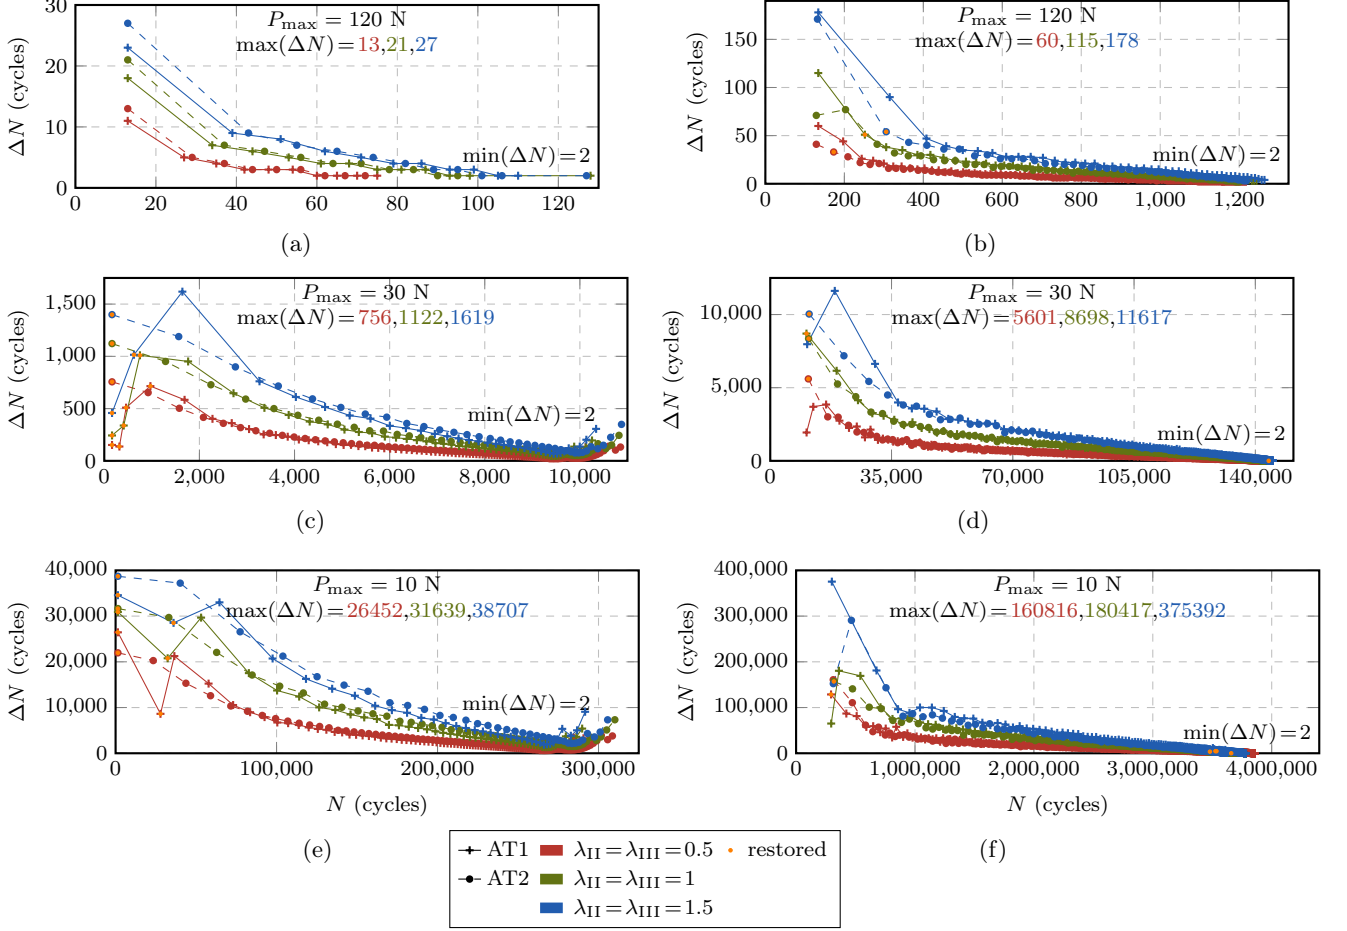 30
20
10
0
ΔN (cycles)
P_max = 120 N
max(ΔN)=13,21,27
min(ΔN)=2
0 20 40 60 80 100 120
(a)
150
100
50
0
ΔN (cycles)
P_max = 120 N
max(ΔN)=60,115,178
min(ΔN)=2
0 200 400 600 800 1,000 1,200
(b)
1,500
1,000
500
0
ΔN (cycles)
P_max = 30 N
max(ΔN)=756,1122,1619
min(ΔN)=2
0 2,000 4,000 6,000 8,000 10,000
(c)
10,000
5,000
0
ΔN (cycles)
P_max = 30 N
max(ΔN)=5601,8698,11617
min(ΔN)=2
0 35,000 70,000 105,000 140,000
(d)
40,000
30,000
20,000
10,000
0
ΔN (cycles)
P_max = 10 N
max(ΔN)=26452,31639,38707
min(ΔN)=2
0 100,000 200,000 300,000
N (cycles)
(e)
400,000
300,000
200,000
100,000
0
ΔN (cycles)
P_max = 10 N
max(ΔN)=160816,180417,375392
min(ΔN)=2
0 1,000,000 2,000,000 3,000,000 4,000,000
N (cycles)
(f)
AT1 λ_II=λ_III=0.5 restored
AT2 λ_II=λ_III=1
λ_II=λ_III=1.5